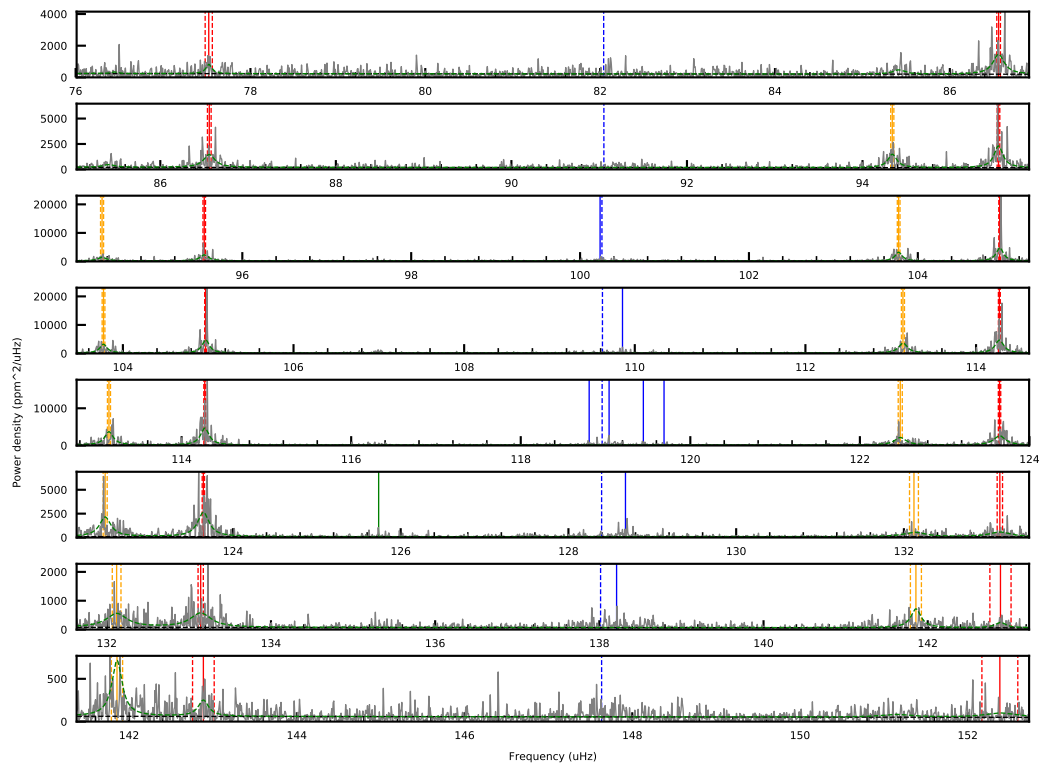 4000
2000
0
76 78 80 82 84 86
5000
2500
0
86 88 90 92 94
20000
10000
0
96 98 100 102 104
20000
10000
0
104 106 108 110 112 114
10000
0
114 116 118 120 122 124
5000
2500
0
124 126 128 130 132
2000
1000
0
132 134 136 138 140 142
500
0
142 144 146 148 150 152
Power density (ppm^2/uHz)
Frequency (uHz)